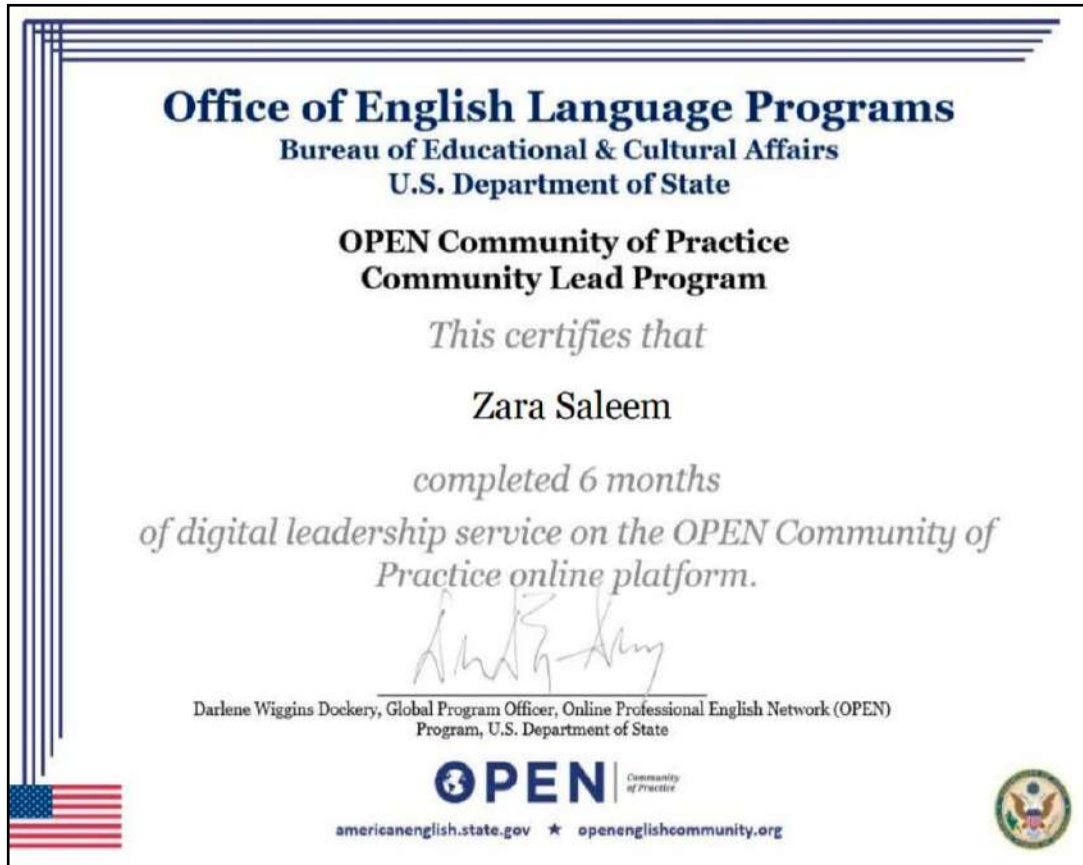 Office of English Language Programs
Bureau of Educational & Cultural Affairs
U.S. Department of State
OPEN Community of Practice
Community Lead Program
This certifies that
Zara Saleem
completed 6 months
of digital leadership service on the OPEN Community of
Practice online platform.
Darlene Wiggins Dockery, Global Program Officer, Online Professional English Network (OPEN)
Program, U.S. Department of State
OPEN Community
of Practice
americanenglish.state.gov ★ openenglishcommunity.org